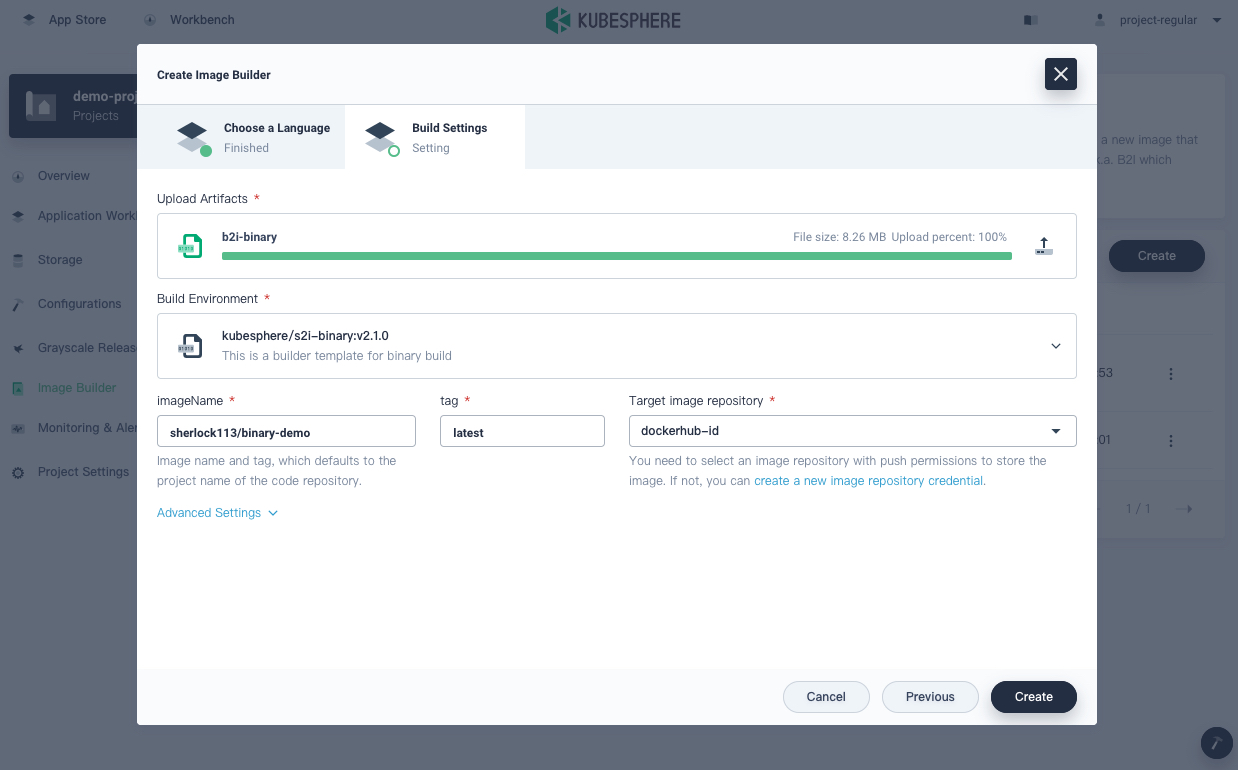 App Store
Workbench
KUBESPHERE
project-regular
demo-proj
Projects
Overview
Application Workl
Storage
Configurations
Grayscale Releas
Image Builder
Monitoring & Aler
Project Settings
a new image that
.a. B2I which
Create
53
01
1 / 1
Create Image Builder
Choose a Language
Finished
Build Settings
Setting
Upload Artifacts *
b2i-binary
File size: 8.26 MB Upload percent: 100%
Build Environment *
kubesphere/s2i-binary:v2.1.0
This is a builder template for binary build
imageName *
tag *
Target image repository *
sherlock113/binary-demo
latest
dockerhub-id
Image name and tag, which defaults to the
project name of the code repository.
You need to select an image repository with push permissions to store the
image. If not, you can create a new image repository credential.
Advanced Settings
Cancel
Previous
Create